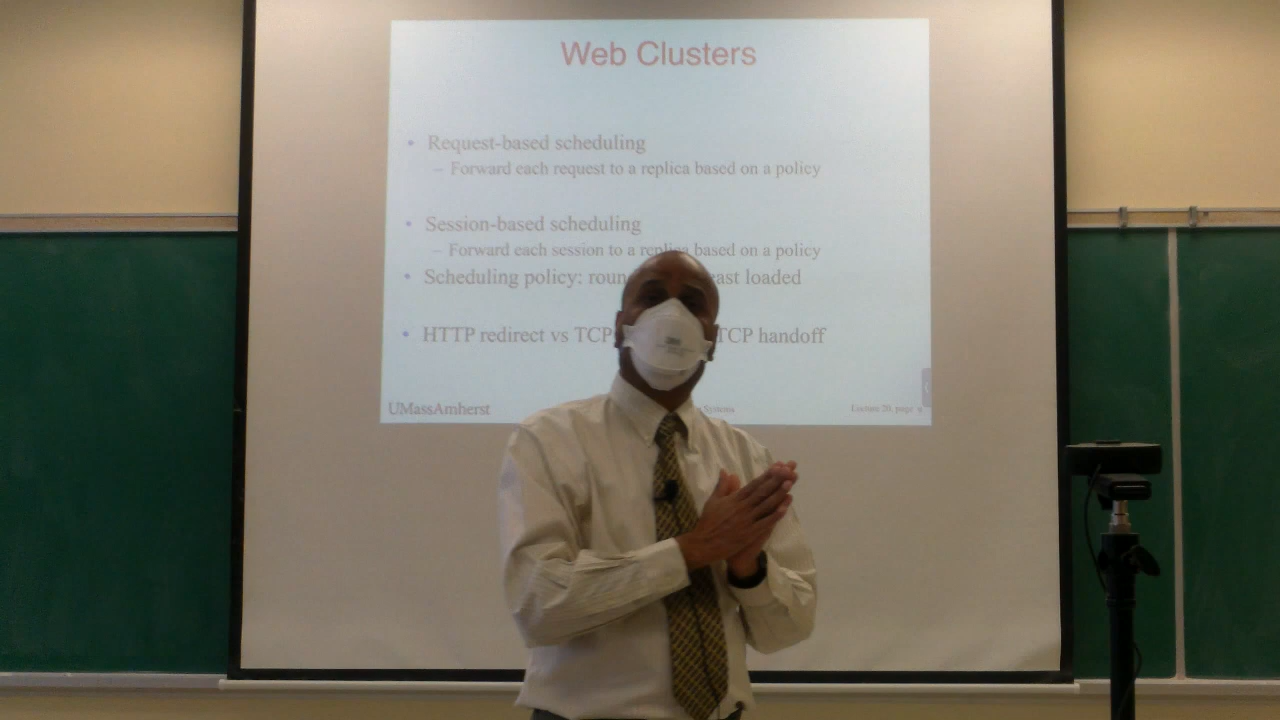 Web Clusters
• Request-based scheduling
– Forward each request to a replica based on a policy
• Session-based scheduling
– Forward each session to a replica based on a policy
• Scheduling policy: roun east loaded
• HTTP redirect vs TCP TCP handoff
UMassAmherst Systems Lecture 20, page
3M